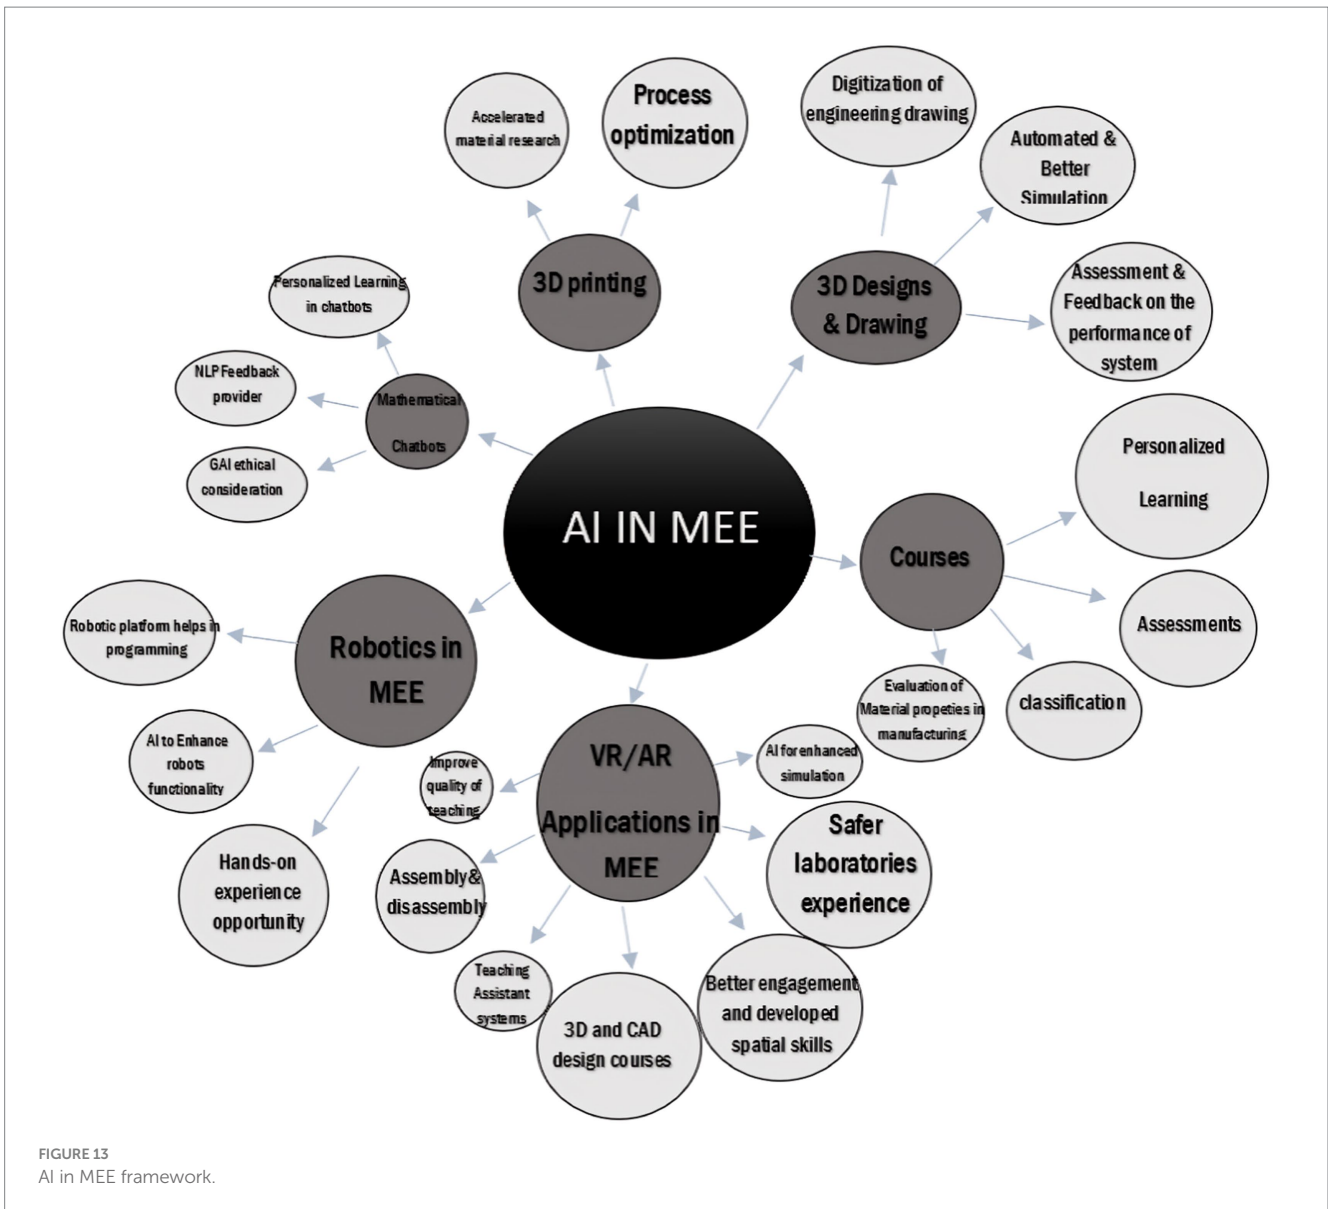 Accelerated
material research
Process
optimization
Digitization of
engineering drawing
Automated &
Better
Simulation
Assessment &
Feedback on the
performance of
system
3D printing
3D Designs
& Drawing
Personalized Learning
in chatbots
NLP Feedback
provider
GAI ethical
consideration
Mathematical
Chatbots
AI IN MEE
Courses
Personalized
Learning
Assessments
classification
Evaluation of
Material propeties in
manufacturing
Robotics in
MEE
Robotic platform helps in
programming
AI to Enhance
robots
functionality
Hands-on
experience
opportunity
VR/AR
Applications in
MEE
Improve
quality of
teaching
Assembly&
disassembly
Teaching
Assistant
systems
3D and CAD
design courses
Better engagement
and developed
spatial skills
Safer
laboratories
experience
AI for enhanced
simulation
FIGURE 13
AI in MEE framework.